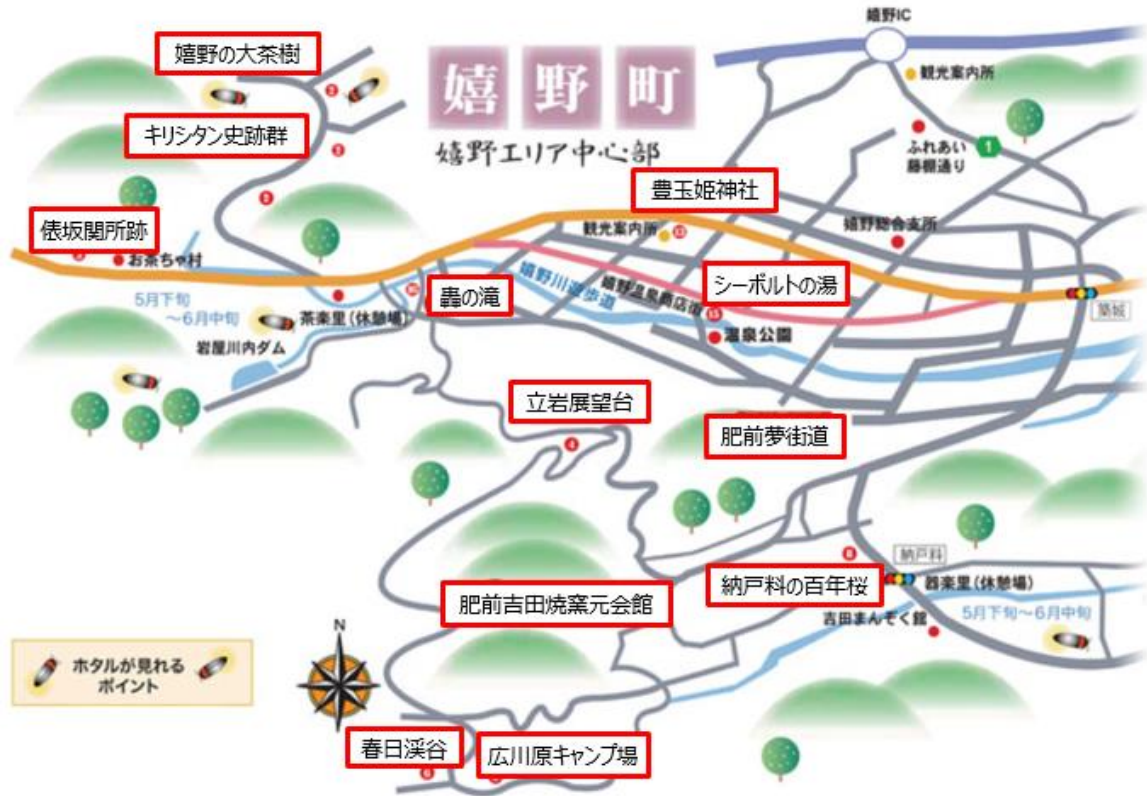 嬉野IC
嬉野の大茶樹
観光案内所
嬉野町
2
キリシタン史跡群
嬉野エリア中心部
1
ふれあい
藤棚通り
豊玉姫神社
俵坂関所跡
観光案内所
嬉野総合支所
お茶ちゃ村
嬉野川遊歩道
嬉野温泉商店街
シーボルトの湯
轟の滝
5月下旬
～6月中旬
茶楽里(休憩場)
15
築城
温泉公園
岩屋川内ダム
立岩展望台
肥前夢街道
4
8
納戸料
納戸料の百年桜
器楽里(休憩場)
肥前吉田焼窯元会館
吉田まんぞく館
5月下旬～6月中旬
N
ホタルが見れる
ポイント
春日渓谷
広川原キャンプ場
6